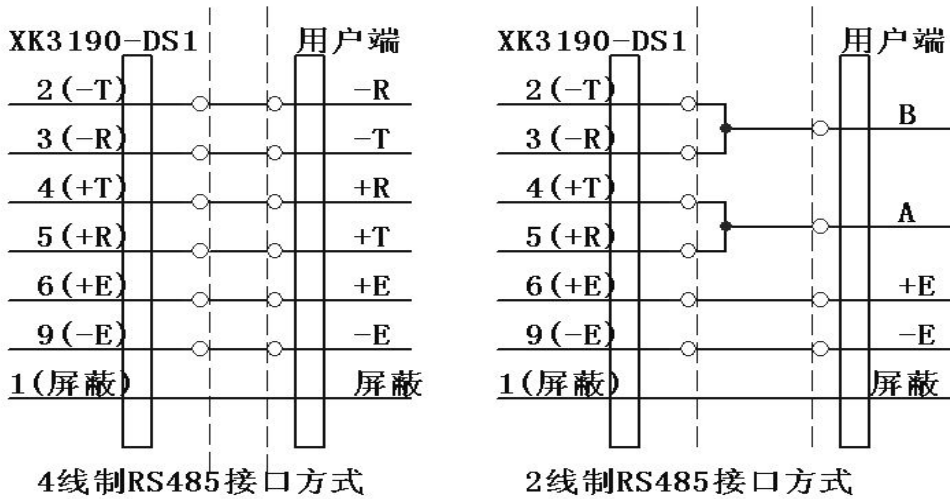 XK3190-DS1 用户端
2(-T) -R
3(-R) -T
4(+T) +R
5(+R) +T
6(+E) +E
9(-E) -E
1(屏蔽) 屏蔽
4线制RS485接口方式
XK3190-DS1 用户端
2(-T)
B
3(-R)
4(+T)
A
5(+R)
6(+E) +E
9(-E) -E
1(屏蔽) 屏蔽
2线制RS485接口方式